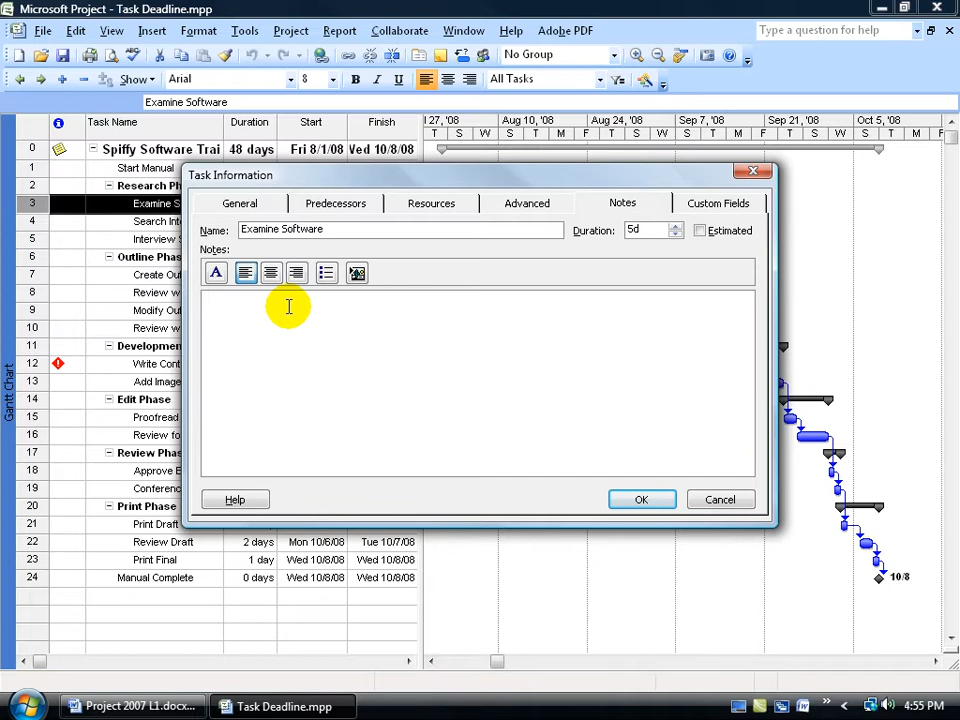 Microsoft Project - Task Deadline.mpp
File Edit View Insert Format Tools Project Report Collaborate Window Help Adobe PDF
Type a question for help
No Group
Show Arial 8 B I U All Tasks
Examine Software
Task Name Duration Start Finish
l 27, '08 Aug 10, '08 Aug 24, '08 Sep 7, '08 Sep 21, '08 Oct 5, '08
T S W F T M S W F T S W T M F
0 Spiffy Software Trai 48 days Fri 8/1/08 Wed 10/8/08
1 Start Manual
2 Research Ph
3 Examine S
4 Search Int
5 Interview S
6 Outline Phas
7 Create Ou
8 Review w
9 Modify Out
10 Review w
11 Developmen
12 Write Cont
13 Add Image
14 Edit Phase
15 Proofread
16 Review fo
17 Review Phas
18 Approve E
19 Conferenc
20 Print Phase
21 Print Draft
22 Review Draft 2 days Mon 10/6/08 Tue 10/7/08
23 Print Final 1 day Wed 10/8/08 Wed 10/8/08
24 Manual Complete 0 days Wed 10/8/08 Wed 10/8/08
10/8
Gantt Chart
Task Information
General Predecessors Resources Advanced Notes Custom Fields
Name: Examine Software Duration: 5d Estimated
Notes:
A
Help OK Cancel
Project 2007 L1.docx... Task Deadline.mpp
4:55 PM